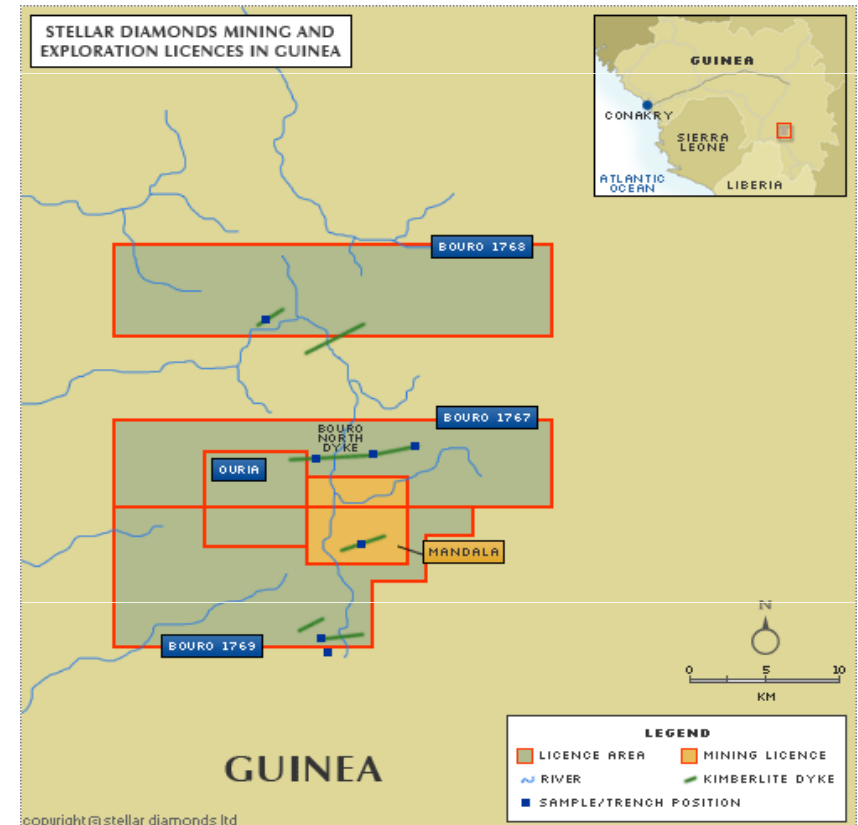 STELLAR DIAMONDS MINING AND
EXPLORATION LICENCES IN GUINEA
GUINEA
CONAKRY
SIERRA
LEONE
ATLANTIC
OCEAN
LIBERIA
BOURO 1768
BOURO 1767
BOURO
NORTH
DYKE
OURIA
MANDALA
BOURO 1769
N
0 5 10
KM
GUINEA
LEGEND
LICENCE AREA
MINING LICENCE
RIVER
KIMBERLITE DYKE
SAMPLE/TRENCH POSITION
copyright @ stellar diamonds ltd